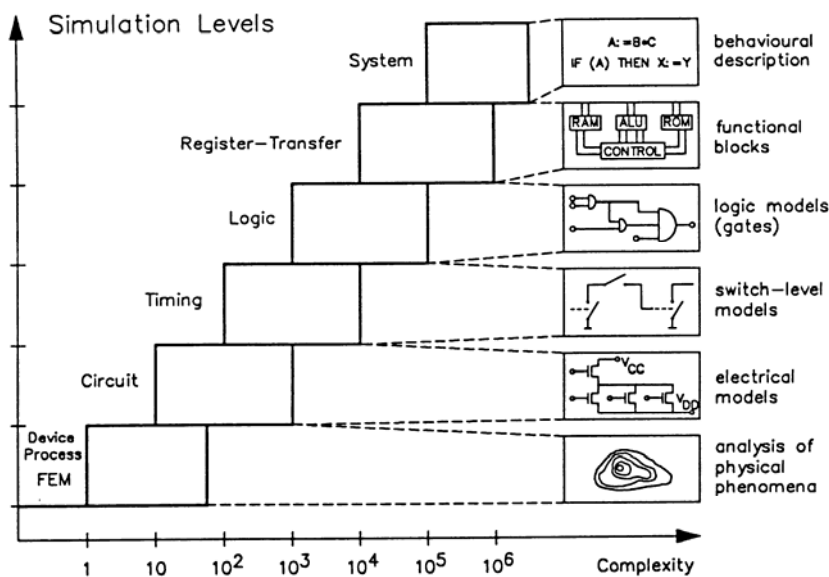 Simulation Levels
System
A:=B•C
IF (A) THEN X:=Y
behavioural
description
Register-Transfer
RAM ALU ROM
CONTROL
functional
blocks
Logic
logic models
(gates)
Timing
switch-level
models
Circuit
VCC
VDD
electrical
models
Device
Process
FEM
analysis of
physical
phenomena
1 10 10² 10³ 10⁴ 10⁵ 10⁶ Complexity